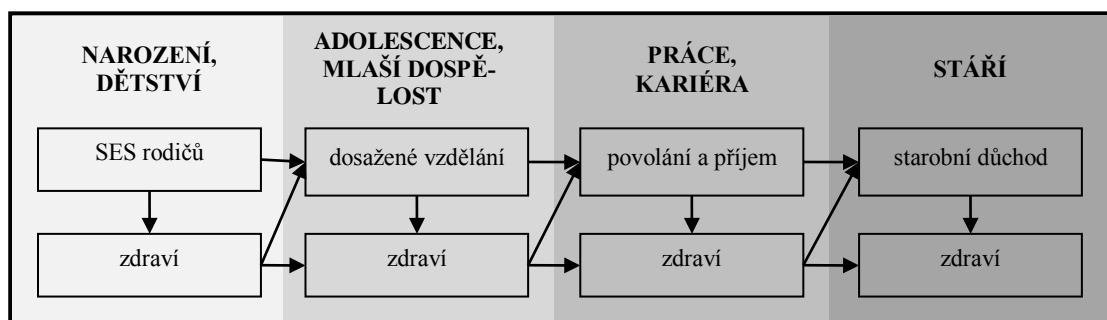 NAROZENÍ,
DĚTSTVÍ
ADOLESCENCE,
MLAŠÍ DOSPĚ-
LOST
PRÁCE,
KARIÉRA
STÁŘÍ
SES rodičů
dosažené vzdělání
povolání a příjem
starobní důchod
zdraví
zdraví
zdraví
zdraví